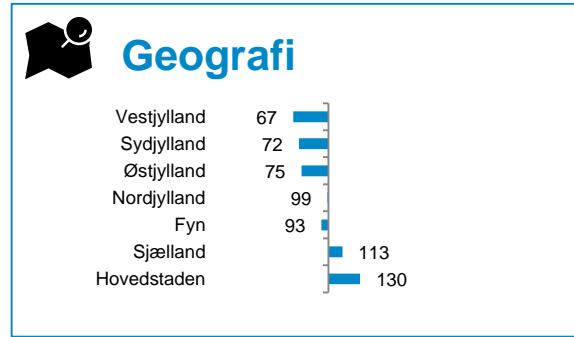 Geografi
Vestjylland 67
Sydjylland 72
Østjylland 75
Nordjylland 99
Fyn 93
Sjælland 113
Hovedstaden 130